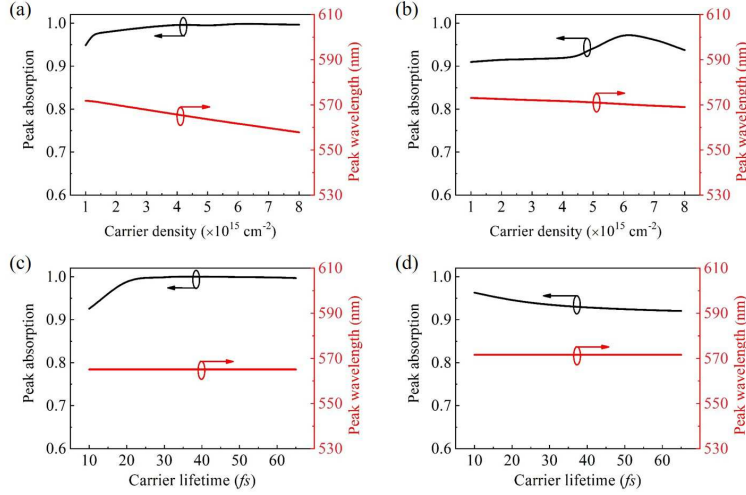 (a)
1.0
0.9
0.8
0.7
0.6
Peak absorption
610
590
570
550
530
Peak wavelength (nm)
1 2 3 4 5 6 7 8
Carrier density (×10¹⁵ cm⁻²)
(b)
1.0
0.9
0.8
0.7
0.6
Peak absorption
610
590
570
550
530
Peak wavelength (nm)
1 2 3 4 5 6 7 8
Carrier density (×10¹⁵ cm⁻²)
(c)
1.0
0.9
0.8
0.7
0.6
Peak absorption
610
590
570
550
530
Peak wavelength (nm)
10 20 30 40 50 60
Carrier lifetime (fs)
(d)
1.0
0.9
0.8
0.7
0.6
Peak absorption
610
590
570
550
530
Peak wavelength (nm)
10 20 30 40 50 60
Carrier lifetime (fs)